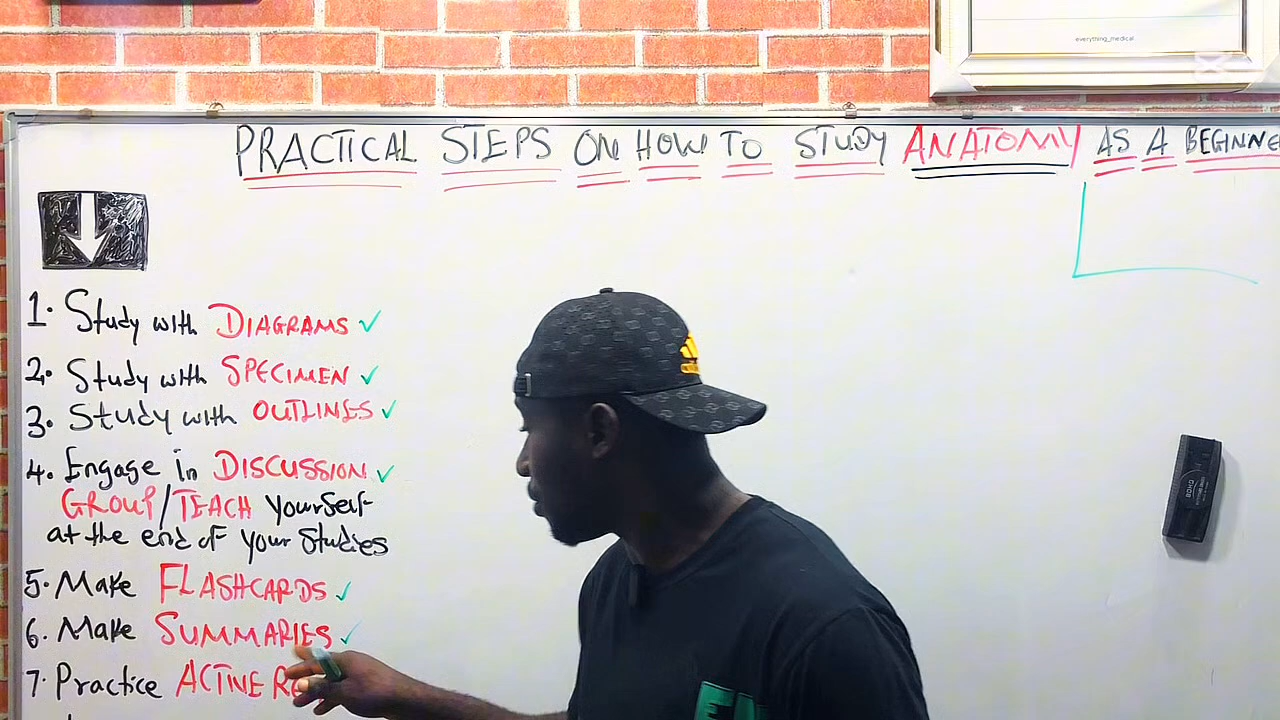 everything_medical
PRACTICAL STEPS ON HOW TO STUDY ANATOMY AS A BEGINNE
1. Study with DIAGRAMS ✓
2. Study with SPECIMEN ✓
3. Study with OUTLINES ✓
4. Engage in DISCUSSION ✓
GROUP/TEACH yourself
at the end of your studies
5. Make FLASHCARDS ✓
6. Make SUMMARIES ✓
7. Practice ACTIVE